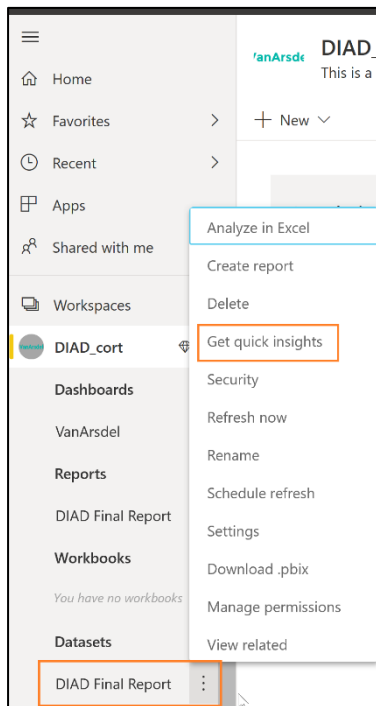 VanArsde
DIAD_
This is a
Home
Favorites
New
Recent
Apps
Shared with me
Analyze in Excel
Create report
Delete
Get quick insights
Security
Refresh now
Rename
Schedule refresh
Settings
Download .pbix
Manage permissions
View related
Workspaces
DIAD_cort
Dashboards
VanArsdel
Reports
DIAD Final Report
Workbooks
You have no workbooks
Datasets
DIAD Final Report